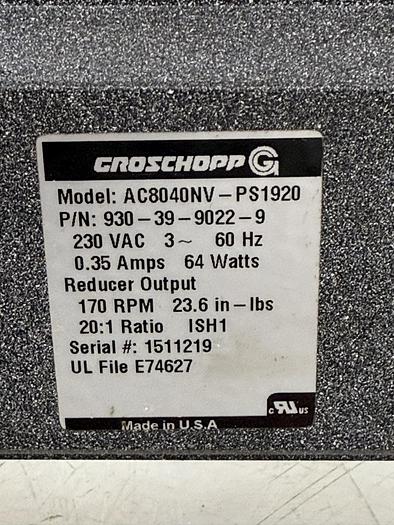 GROSCHOPP G
Model: AC8040NV-PS1920
P/N: 930-39-9022-9
230 VAC 3~ 60 Hz
0.35 Amps 64 Watts
Reducer Output
170 RPM 23.6 in-lbs
20:1 Ratio ISH1
Serial #: 1511219
UL File E74627
c RU us
Made in U.S.A